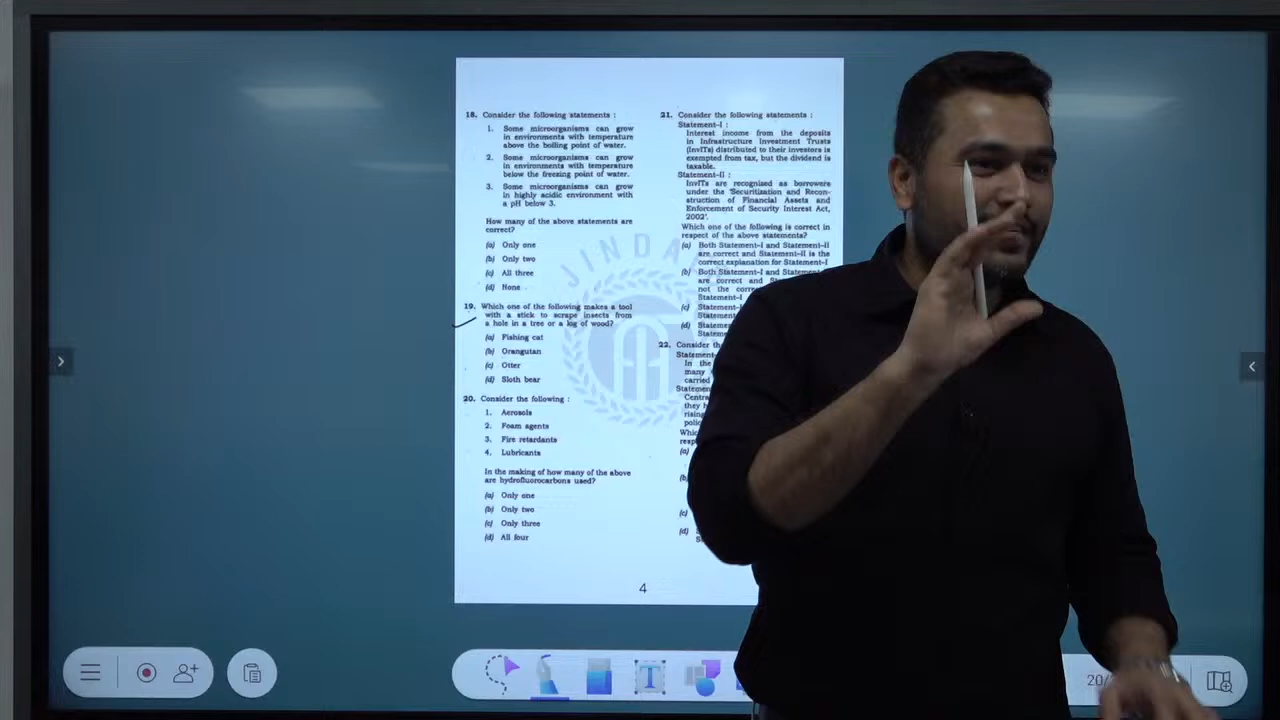 18. Consider the following statements :
1. Some microorganisms can grow
in environments with temperature
above the boiling point of water.
2. Some microorganisms can grow
in environments with temperature
below the freezing point of water.
3. Some microorganisms can grow
in highly acidic environment with
a pH below 3.
How many of the above statements are
correct?
(a) Only one
(b) Only two
(c) All three
(d) None
19. Which one of the following makes a tool
with a stick to scrape insects from
a hole in a tree or a log of wood?
(a) Fishing cat
(b) Orangutan
(c) Otter
(d) Sloth bear
20. Consider the following :
1. Aerosols
2. Foam agents
3. Fire retardants
4. Lubricants
In the making of how many of the above
are hydrofluorocarbons used?
(a) Only one
(b) Only two
(c) Only three
(d) All four
21. Consider the following statements :
Statement-I :
Interest income from the deposits
in Infrastructure Investment Trusts
(InvITs) distributed to their investors is
exempted from tax, but the dividend is
taxable.
Statement-II :
InvITs are recognised as borrowers
under the 'Securitization and Recon-
struction of Financial Assets and
Enforcement of Security Interest Act,
2002'.
Which one of the following is correct in
respect of the above statements?
(a) Both Statement-I and Statement-II
are correct and Statement-II is the
correct explanation for Statement-I
(b) Both Statement-I and
are correct and
not the
Statement-I
(c)
(d)
22. Consider
In the
many
carried
they
(a)
(b)
(c)
(d)
4
JINDA
T